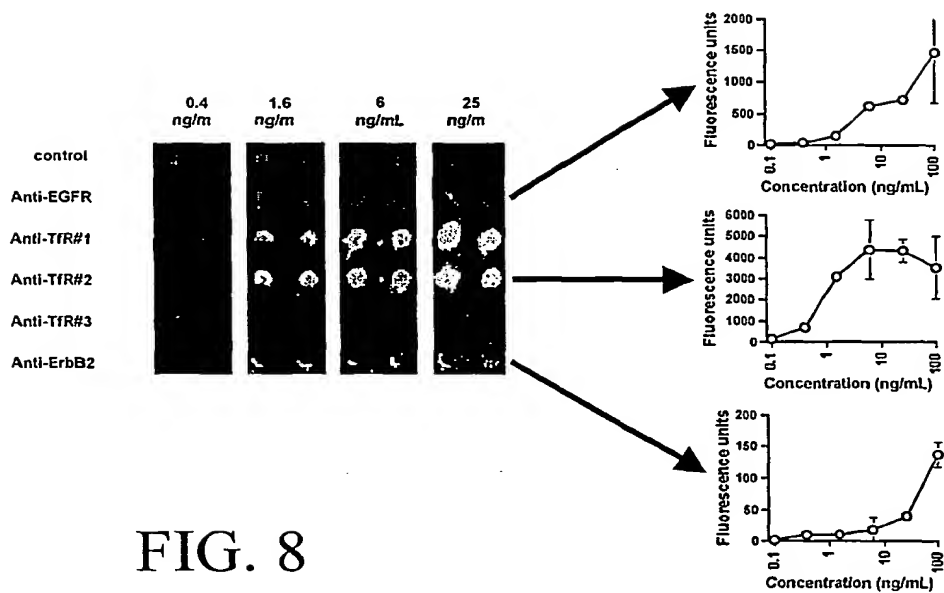 0.4 ng/m
1.6 ng/m
6 ng/mL
25 ng/m
control
Anti-EGFR
Anti-TfR#1
Anti-TfR#2
Anti-TfR#3
Anti-ErbB2
Fluorescence units
2000
1500
1000
500
0
0.1
1
10
100
Concentration (ng/mL)
Fluorescence units
6000
5000
4000
3000
2000
1000
0
0.1
1
10
100
Concentration (ng/mL)
Fluorescence units
200
150
100
50
0
0.1
1
10
100
Concentration (ng/mL)
FIG. 8